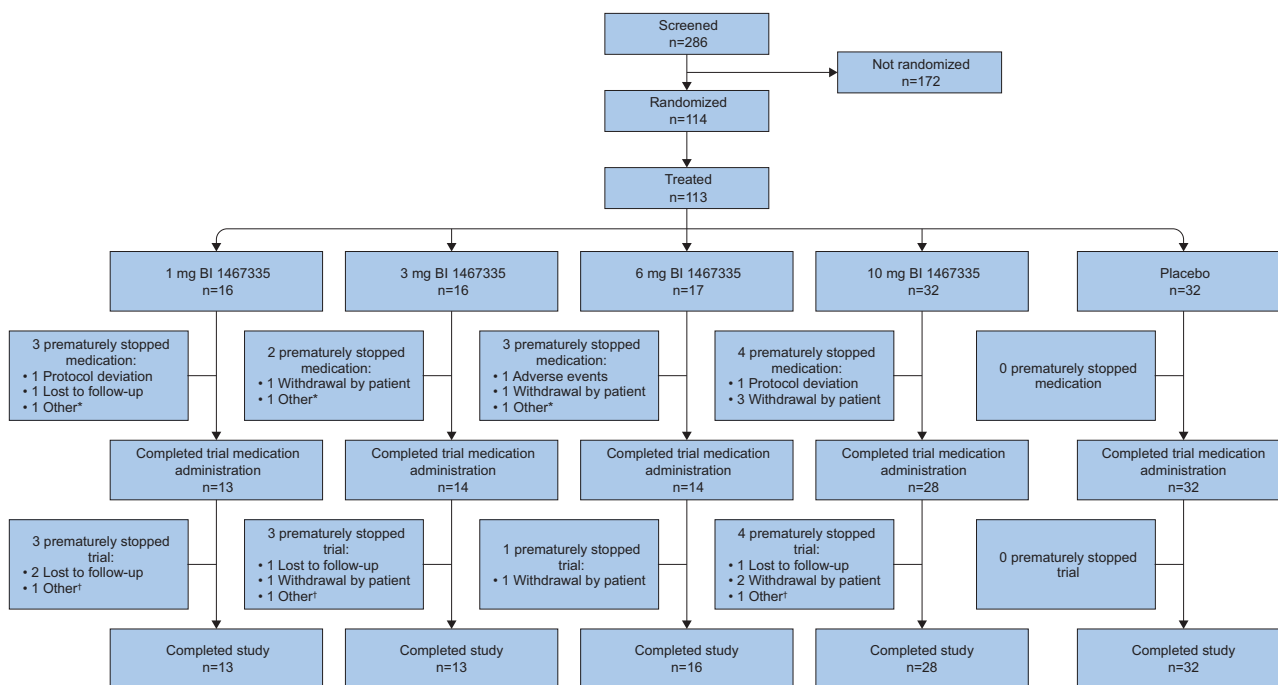 Screened
n=286
Not randomized
n=172
Randomized
n=114
Treated
n=113
1 mg BI 1467335
n=16
3 mg BI 1467335
n=16
6 mg BI 1467335
n=17
10 mg BI 1467335
n=32
Placebo
n=32
3 prematurely stopped
medication:
• 1 Protocol deviation
• 1 Lost to follow-up
• 1 Other*
2 prematurely stopped
medication:
• 1 Withdrawal by patient
• 1 Other*
3 prematurely stopped
medication:
• 1 Adverse events
• 1 Withdrawal by patient
• 1 Other*
4 prematurely stopped
medication:
• 1 Protocol deviation
• 3 Withdrawal by patient
0 prematurely stopped
medication
Completed trial medication
administration
n=13
Completed trial medication
administration
n=14
Completed trial medication
administration
n=14
Completed trial medication
administration
n=28
Completed trial medication
administration
n=32
3 prematurely stopped
trial:
• 2 Lost to follow-up
• 1 Other†
3 prematurely stopped
trial:
• 1 Lost to follow-up
• 1 Withdrawal by patient
• 1 Other†
1 prematurely stopped
trial:
• 1 Withdrawal by patient
4 prematurely stopped
trial:
• 1 Lost to follow-up
• 2 Withdrawal by patient
• 1 Other†
0 prematurely stopped
trial
Completed study
n=13
Completed study
n=13
Completed study
n=16
Completed study
n=28
Completed study
n=32